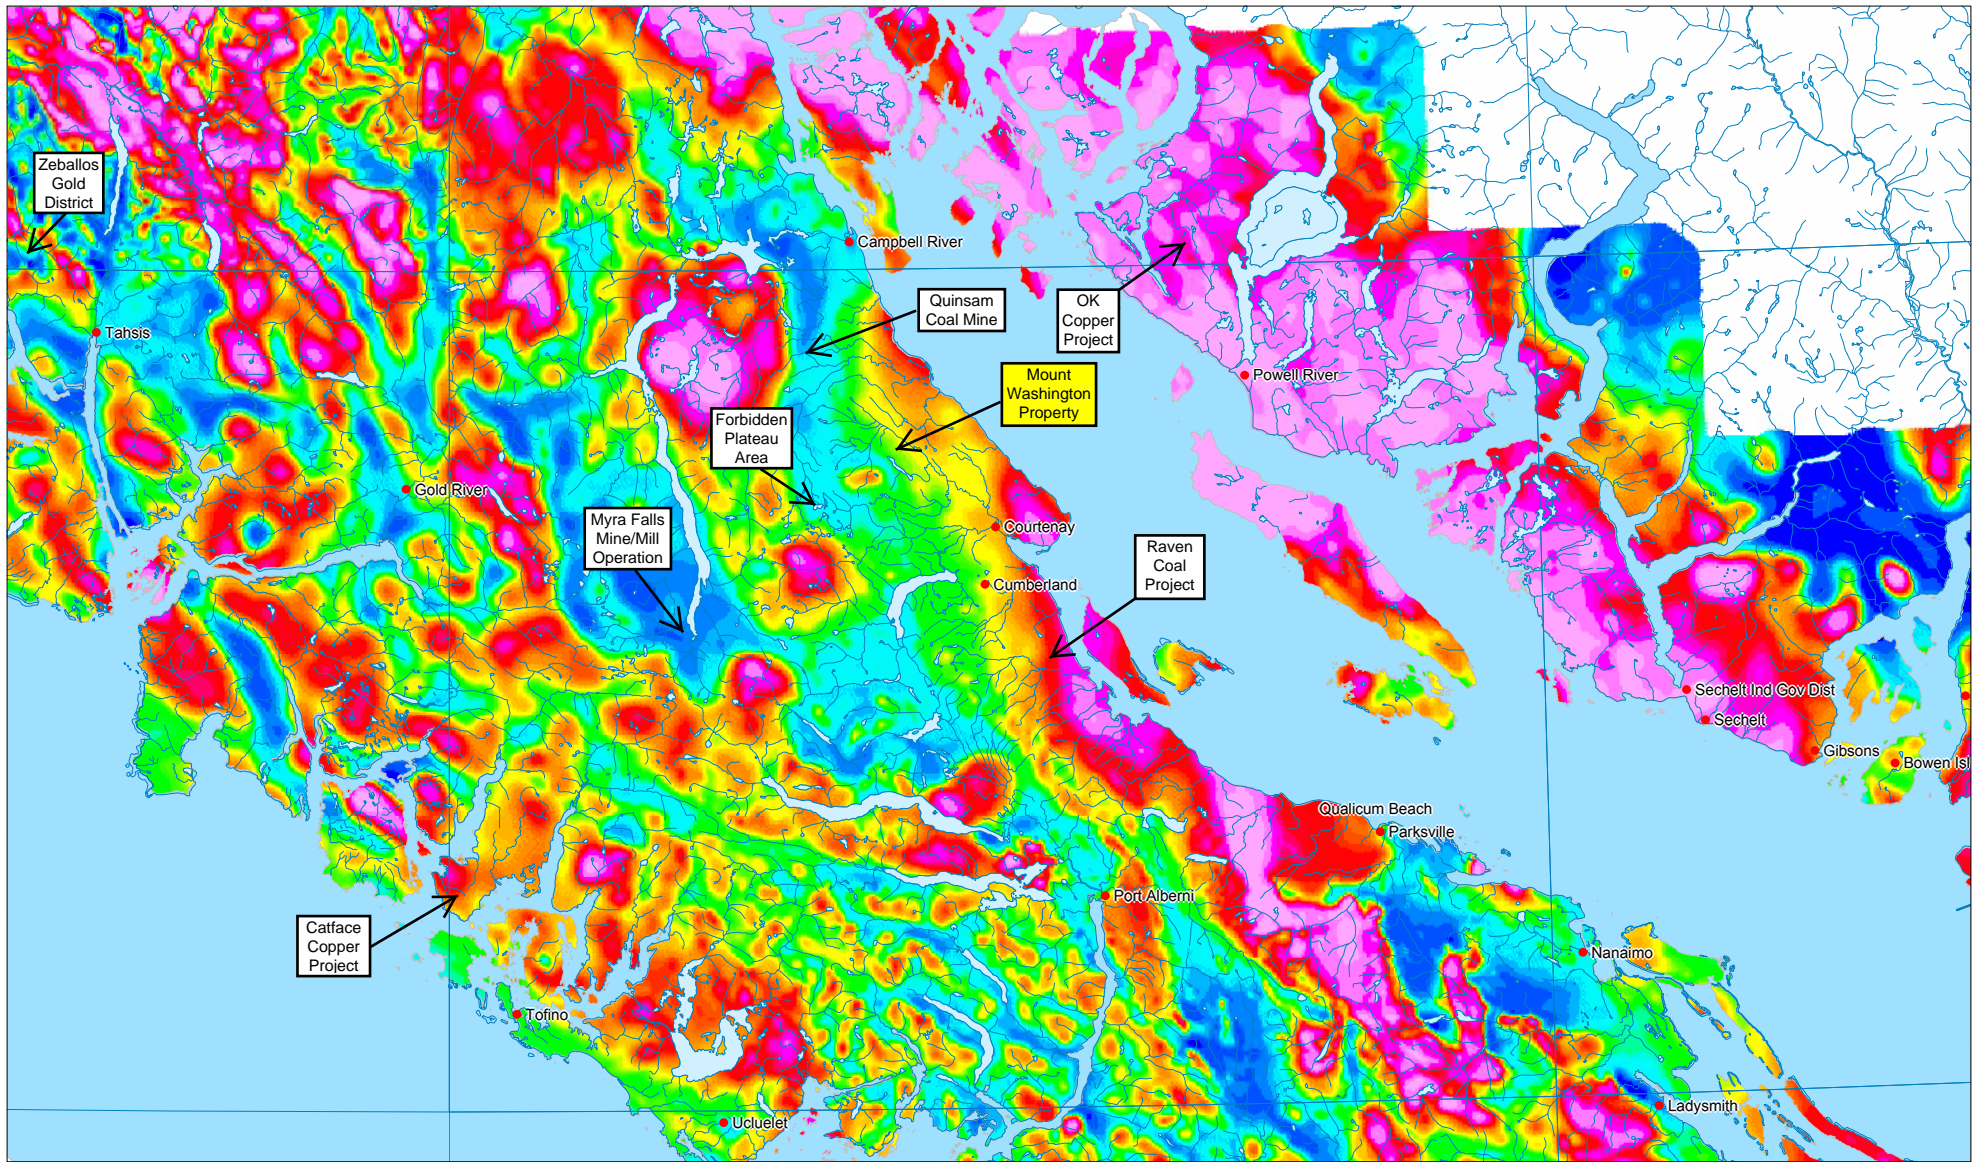 Zeballos
Gold
District
Campbell River
Quinsam
Coal Mine
OK
Copper
Project
Tahsis
Powell River
Mount
Washington
Property
Forbidden
Plateau
Area
Gold River
Myra Falls
Mine/Mill
Operation
Courtenay
Raven
Coal
Project
Cumberland
Sechelt Ind Gov Dist
Sechelt
Gibsons
Bowen Isl
Qualicum Beach
Parksville
Port Alberni
Catface
Copper
Project
Nanaimo
Tofino
Ladysmith
Ucluelet